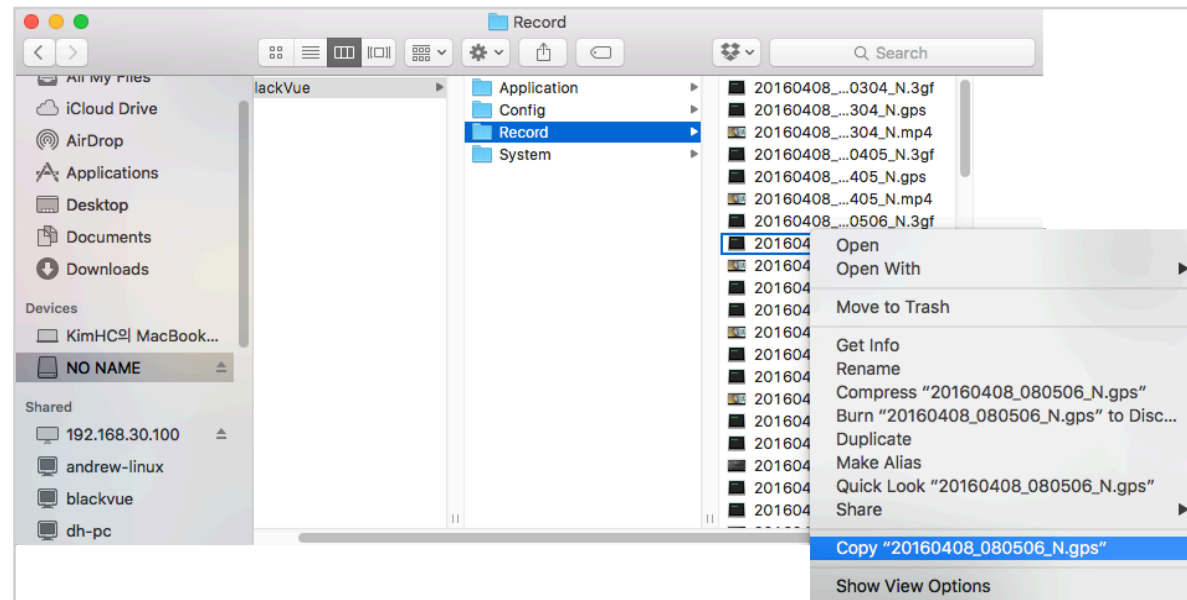 Record
Search
All My Files
iCloud Drive
AirDrop
Applications
Desktop
Documents
Downloads
Devices
KimHC의 MacBook...
NO NAME
Shared
192.168.30.100
andrew-linux
blackvue
dh-pc
lackVue
Application
Config
Record
System
20160408_...0304_N.3gf
20160408_...304_N.gps
20160408_...304_N.mp4
20160408_...0405_N.3gf
20160408_...405_N.gps
20160408_...405_N.mp4
20160408_...0506_N.3gf
201604
201604
201604
201604
201604
201604
201604
201604
201604
201604
201604
201604
201604
Open
Open With
Move to Trash
Get Info
Rename
Compress “20160408_080506_N.gps”
Burn “20160408_080506_N.gps” to Disc...
Duplicate
Make Alias
Quick Look “20160408_080506_N.gps”
Share
Copy “20160408_080506_N.gps”
Show View Options